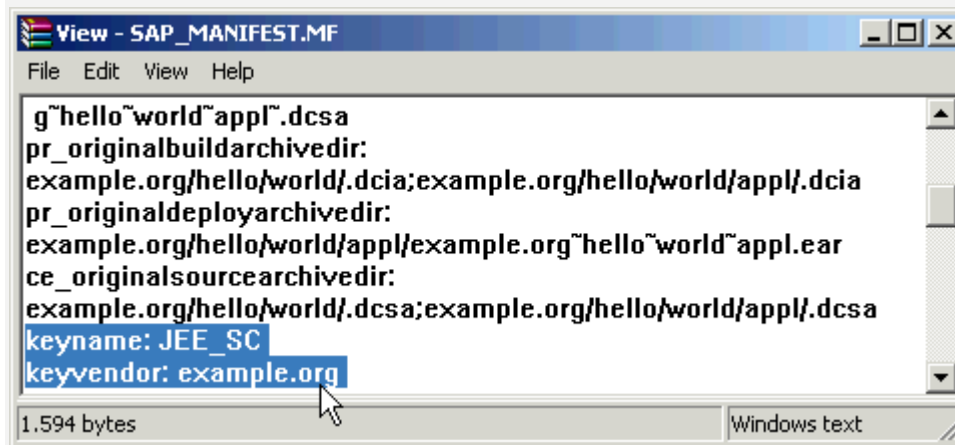 View - SAP_MANIFEST.MF
File Edit View Help
g~hello~world~appl~.dcsa
pr_originalbuildarchivedir:
example.org/hello/world/.dcia;example.org/hello/world/appl/.dcia
pr_originaldeployarchivedir:
example.org/hello/world/appl/example.org~hello~world~appl.ear
ce_originalsourcearchivedir:
example.org/hello/world/.dcsa;example.org/hello/world/appl/.dcsa
keyname: JEE_SC
keyvendor: example.org
1.594 bytes
Windows text